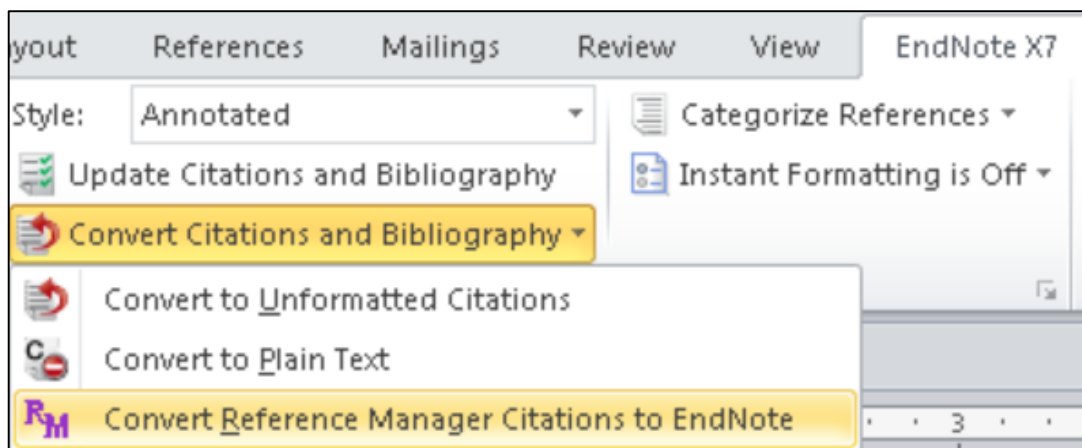 yout References Mailings Review View EndNote X7
Style: Annotated Categorize References
Update Citations and Bibliography Instant Formatting is Off
Convert Citations and Bibliography
Convert to Unformatted Citations
C Convert to Plain Text
RM Convert Reference Manager Citations to EndNote
3